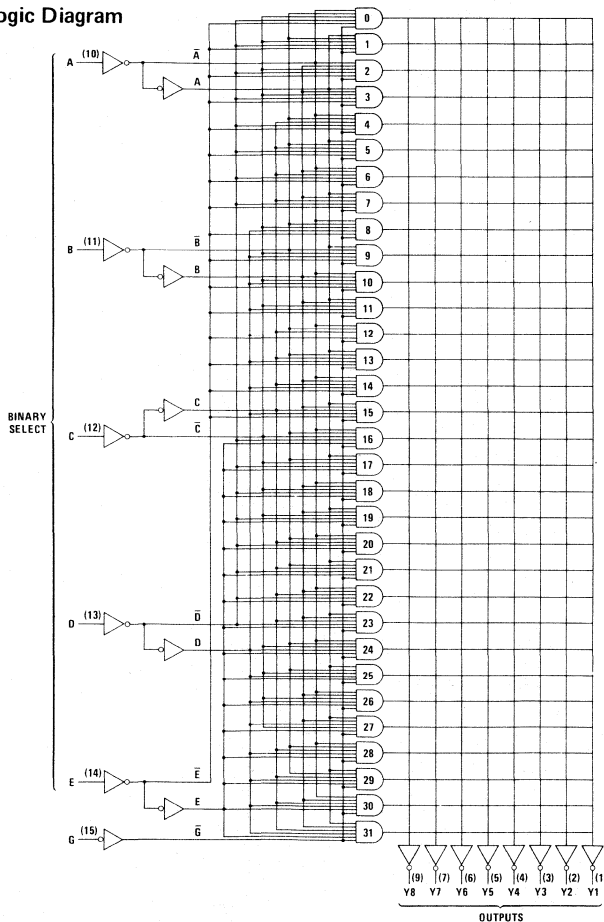 ogic Diagram
A (10) A̅
A
B (11) B̅
B
C
C (12) C̅
BINARY
SELECT
D (13) D̅
D
E (14) E̅
E
G (15) G̅
0
1
2
3
4
5
6
7
8
9
10
11
12
13
14
15
16
17
18
19
20
21
22
23
24
25
26
27
28
29
30
31
(9) (7) (6) (5) (4) (3) (2) (1
Y8 Y7 Y6 Y5 Y4 Y3 Y2 Y1
OUTPUTS